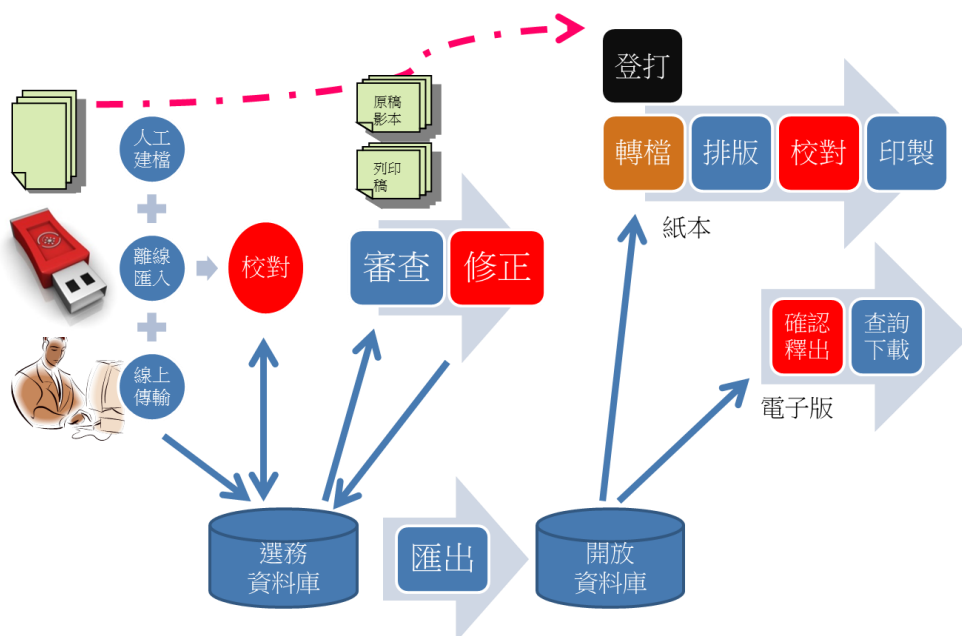 登打
原稿
影本
人工
建檔
轉檔
排版
校對
印製
列印
稿
紙本
離線
匯入
校對
審查
修正
確認
釋出
查詢
下載
線上
傳輸
電子版
選務
資料庫
匯出
開放
資料庫